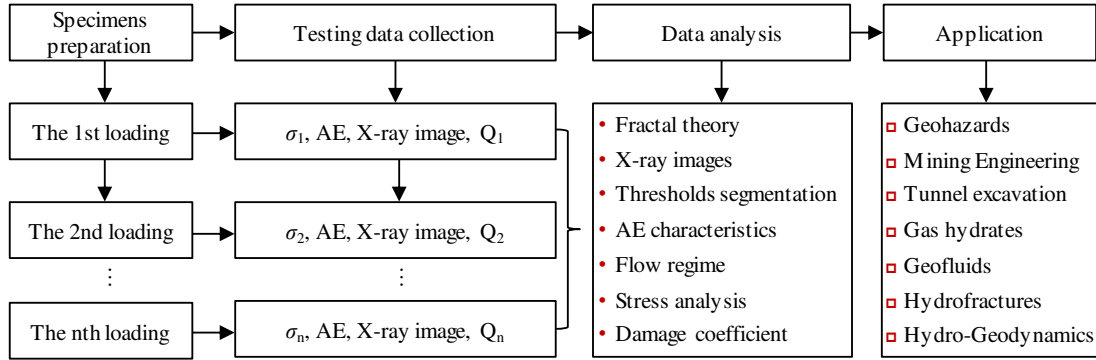 Specimens
preparation
Testing data collection
Data analysis
Application
The 1st loading
σ1, AE, X-ray image, Q1
The 2nd loading
σ2, AE, X-ray image, Q2
⋮
⋮
The nth loading
σn, AE, X-ray image, Qn
• Fractal theory
• X-ray images
• Thresholds segmentation
• AE characteristics
• Flow regime
• Stress analysis
• Damage coefficient
Geohazards
Mining Engineering
Tunnel excavation
Gas hydrates
Geofluids
Hydrofractures
Hydro-Geodynamics